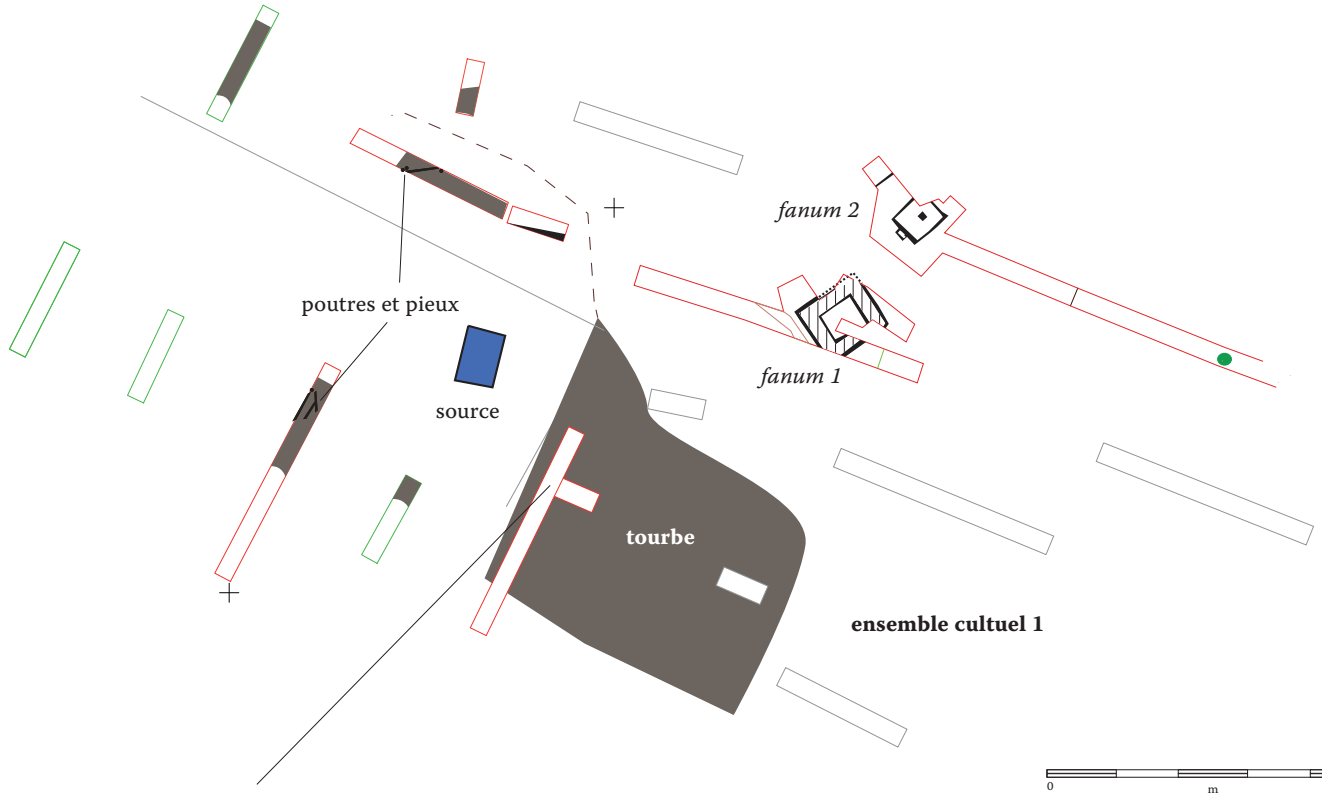 fanum 2
poutres et pieux
fanum 1
source
tourbe
ensemble cultuel 1
0
m